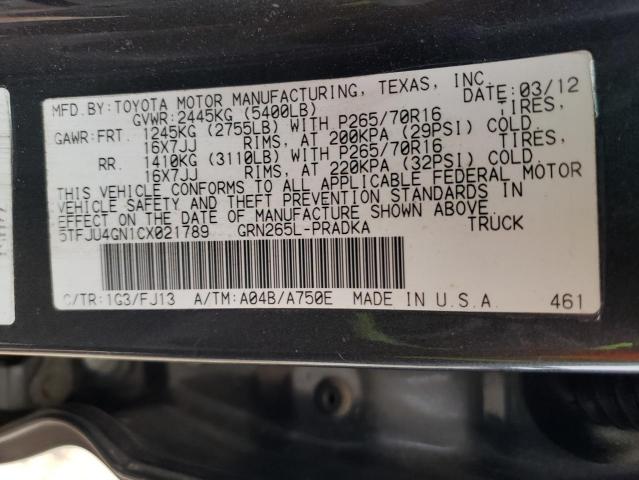 MFD.BY:TOYOTA MOTOR MANUFACTURING, TEXAS, INC. DATE:03/12
GVWR:2445KG (5400LB)
GAWR:FRT. 1245KG (2755LB) WITH P265/70R16 TIRES,
16X7JJ RIMS, AT 200KPA (29PSI) COLD
RR. 1410KG (3110LB) WITH P265/70R16 TIRES,
16X7JJ RIMS, AT 220KPA (32PSI) COLD
THIS VEHICLE CONFORMS TO ALL APPLICABLE FEDERAL MOTOR
VEHICLE SAFETY AND THEFT PREVENTION STANDARDS IN
EFFECT ON THE DATE OF MANUFACTURE SHOWN ABOVE.
5TFJU4GN1CX021789 GRN265L-PRADKA TRUCK
C/TR:1G3/FJ13 A/TM:A04B/A750E MADE IN U.S.A. 461